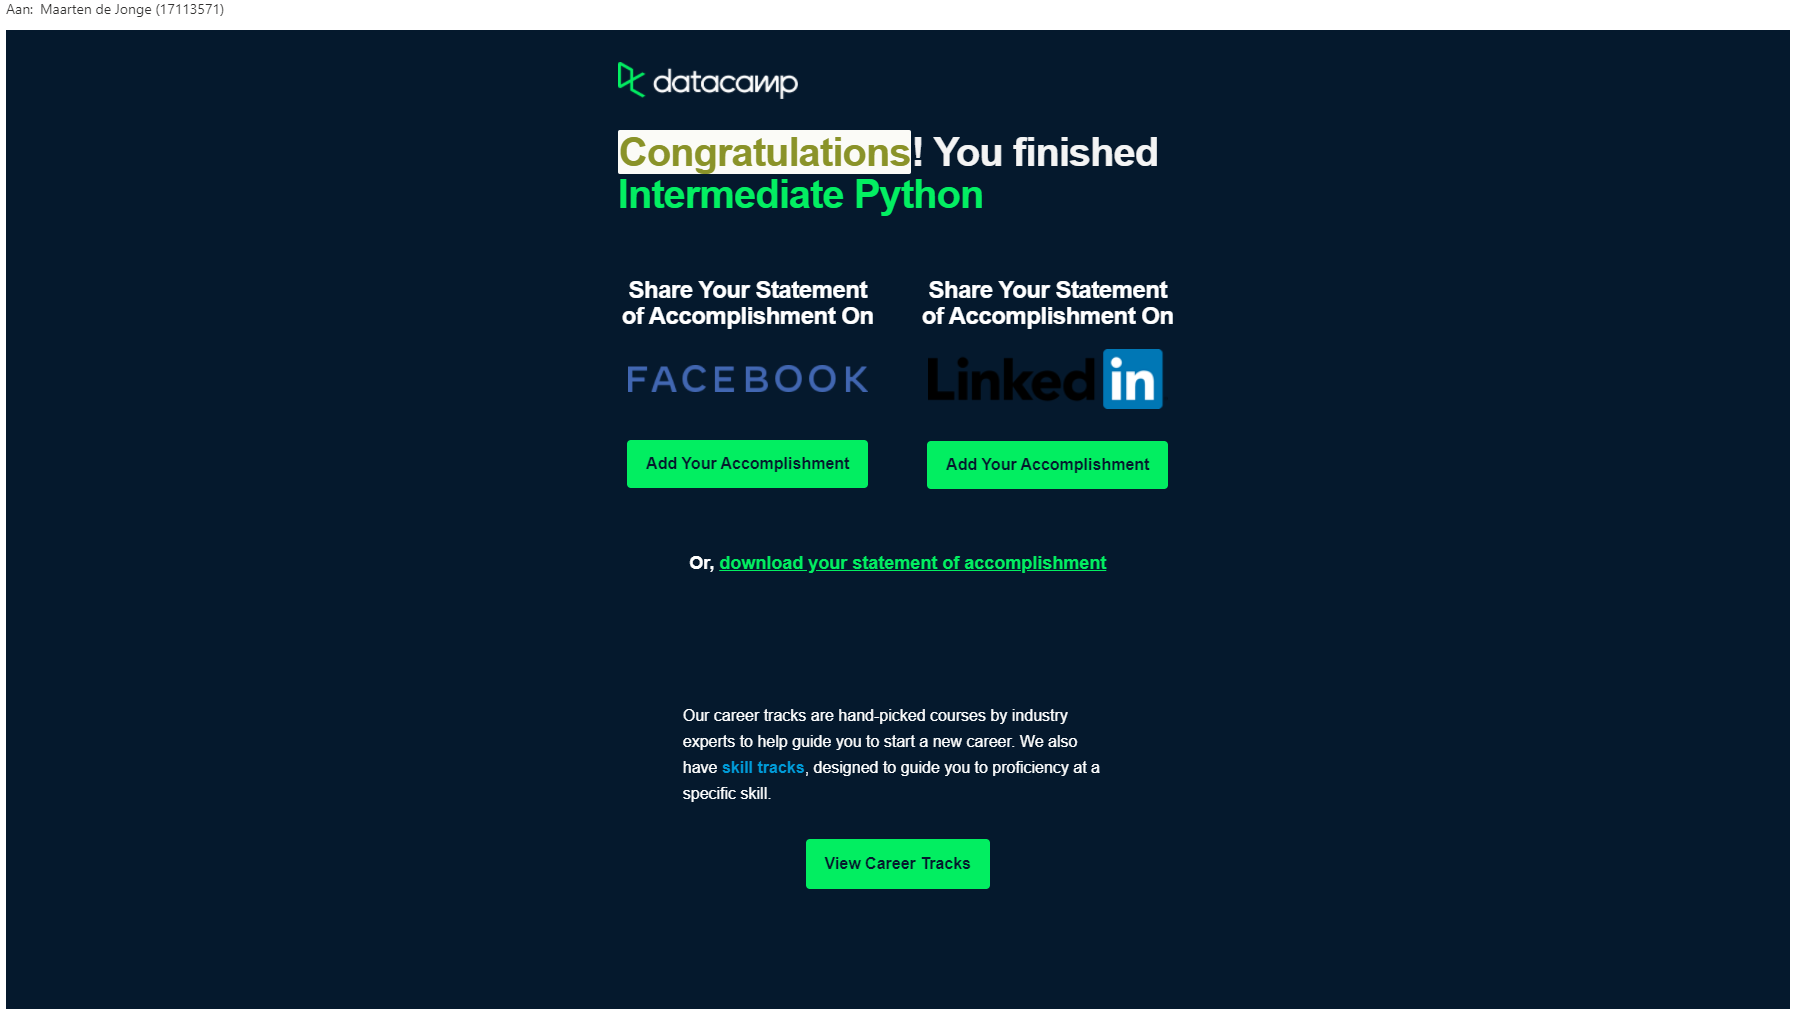 Aan: Maarten de Jonge (17113571)
datacamp
Congratulations! You finished
Intermediate Python
Share Your Statement
of Accomplishment On
FACEBOOK
Add Your Accomplishment
Share Your Statement
of Accomplishment On
Linked in
Add Your Accomplishment
Or, download your statement of accomplishment
Our career tracks are hand-picked courses by industry
experts to help guide you to start a new career. We also
have skill tracks, designed to guide you to proficiency at a
specific skill.
View Career Tracks